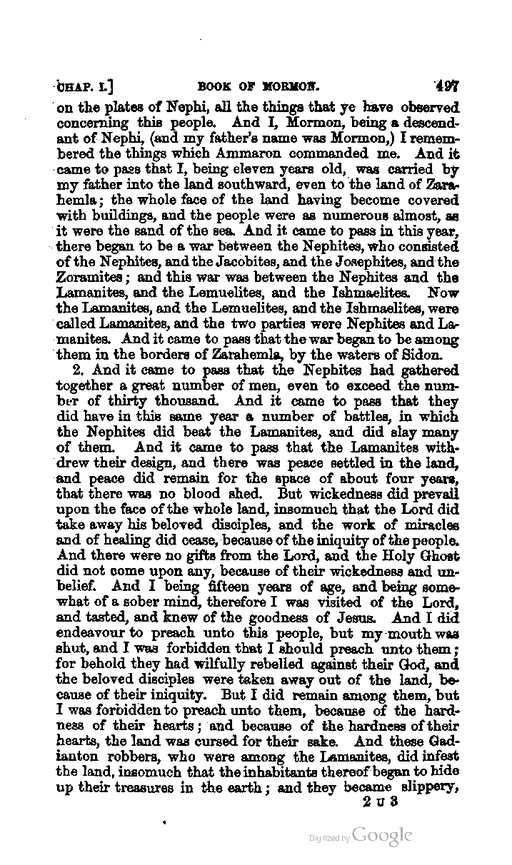 CHAP. I.] BOOK OF MORMON. 497
on the plates of Nephi, all the things that ye have observed
concerning this people. And I, Mormon, being a descend-
ant of Nephi, (and my father's name was Mormon,) I remem-
bered the things which Ammaron commanded me. And it
came to pass that I, being eleven years old, was carried by
my father into the land southward, even to the land of Zara-
hemla; the whole face of the land having become covered
with buildings, and the people were as numerous almost, as
it were the sand of the sea. And it came to pass in this year,
there began to be a war between the Nephites, who consisted
of the Nephites, and the Jacobites, and the Josephites, and the
Zoramites; and this war was between the Nephites and the
Lamanites, and the Lemuelites, and the Ishmaelites. Now
the Lamanites, and the Lemuelites, and the Ishmaelites, were
called Lamanites, and the two parties were Nephites and La-
manites. And it came to pass that the war began to be among
them in the borders of Zarahemla, by the waters of Sidon.
2. And it came to pass that the Nephites had gathered
together a great number of men, even to exceed the num-
ber of thirty thousand. And it came to pass that they
did have in this same year a number of battles, in which
the Nephites did beat the Lamanites, and did slay many
of them. And it came to pass that the Lamanites with-
drew their design, and there was peace settled in the land,
and peace did remain for the space of about four years,
that there was no blood shed. But wickedness did prevail
upon the face of the whole land, insomuch that the Lord did
take away his beloved disciples, and the work of miracles
and of healing did cease, because of the iniquity of the people.
And there were no gifts from the Lord, and the Holy Ghost
did not come upon any, because of their wickedness and un-
belief. And I being fifteen years of age, and being some-
what of a sober mind, therefore I was visited of the Lord,
and tasted, and knew of the goodness of Jesus. And I did
endeavour to preach unto this people, but my mouth was
shut, and I was forbidden that I should preach unto them;
for behold they had wilfully rebelled against their God, and
the beloved disciples were taken away out of the land, be-
cause of their iniquity. But I did remain among them, but
I was forbidden to preach unto them, because of the hard-
ness of their hearts; and because of the hardness of their
hearts, the land was cursed for their sake. And these Gad-
ianton robbers, who were among the Lamanites, did infest
the land, insomuch that the inhabitants thereof began to hide
up their treasures in the earth; and they became slippery,
2 U 3
Digitized by Google